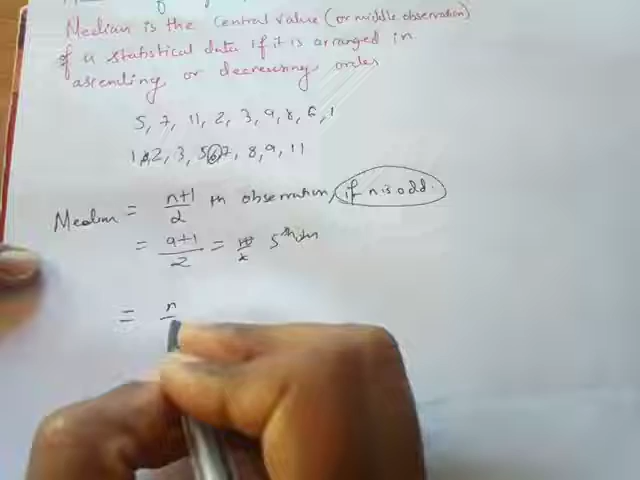 Median is the central value (or middle observation)
of a statistical data if it is arranged in
ascending or decreasing order
5, 7, 11, 2, 3, 9, 8, 6, 1
1, 2, 3, 5, 6, 7, 8, 9, 11
Median = n+1/2 th observation, if n is odd.
= 9+1/2 = 5th
= n